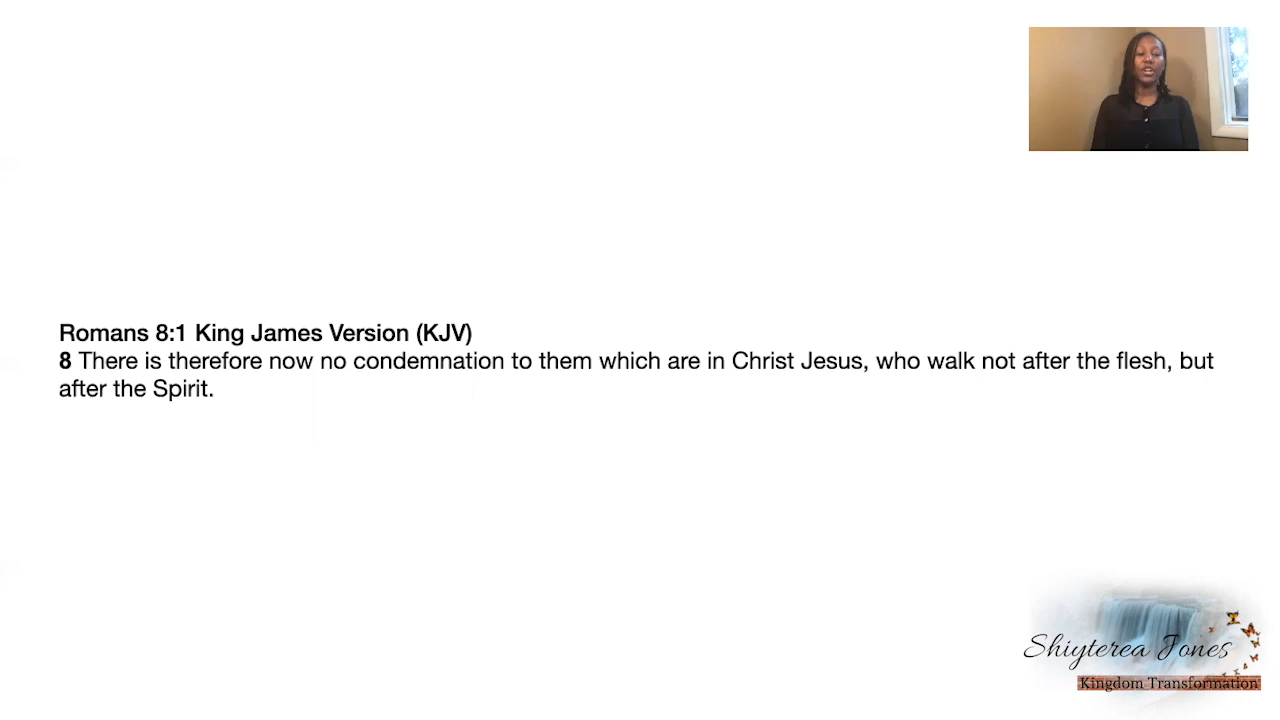 Romans 8:1 King James Version (KJV)
8 There is therefore now no condemnation to them which are in Christ Jesus, who walk not after the flesh, but
after the Spirit.
Shiyterea Jones
Kingdom Transformation